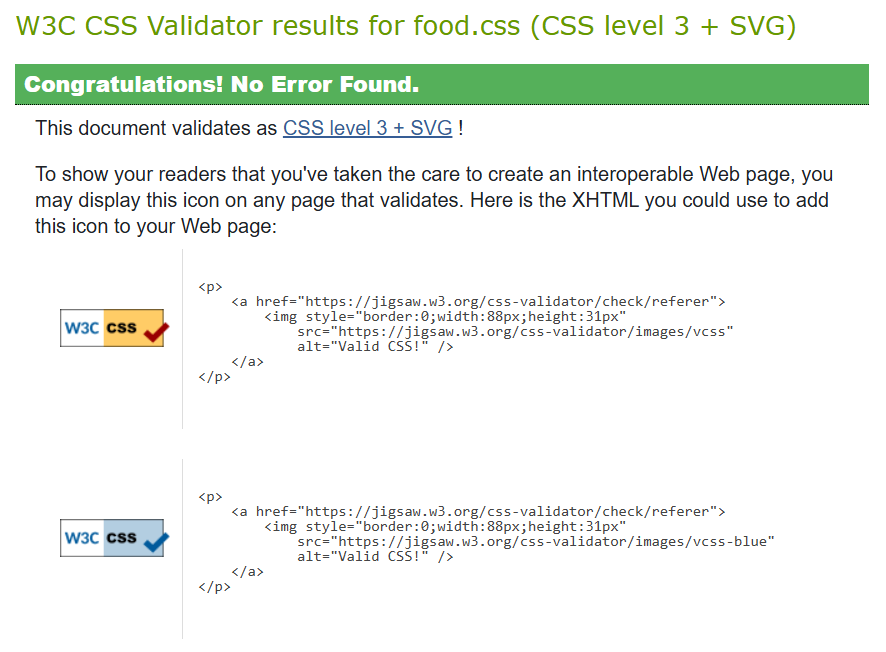 W3C CSS Validator results for food.css (CSS level 3 + SVG)
Congratulations! No Error Found.
This document validates as CSS level 3 + SVG !
To show your readers that you've taken the care to create an interoperable Web page, you
may display this icon on any page that validates. Here is the XHTML you could use to add
this icon to your Web page:
W3C CSS
<p>
    <a href="https://jigsaw.w3.org/css-validator/check/referer">
        <img style="border:0;width:88px;height:31px"
            src="https://jigsaw.w3.org/css-validator/images/vcss"
            alt="Valid CSS!" />
    </a>
</p>
W3C CSS
<p>
    <a href="https://jigsaw.w3.org/css-validator/check/referer">
        <img style="border:0;width:88px;height:31px"
            src="https://jigsaw.w3.org/css-validator/images/vcss-blue"
            alt="Valid CSS!" />
    </a>
</p>